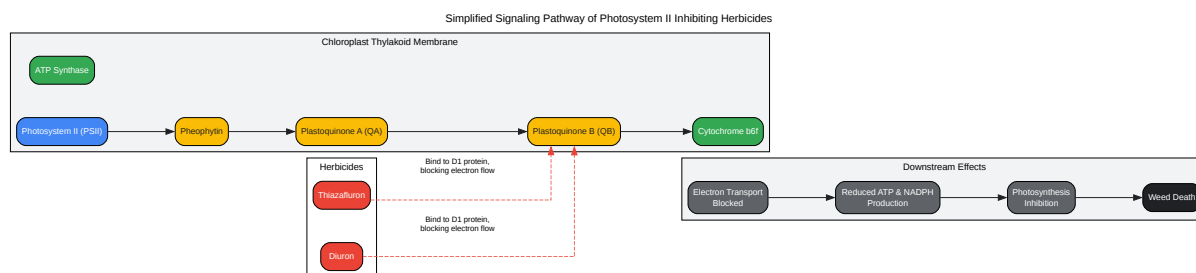 Simplified Signaling Pathway of Photosystem II Inhibiting Herbicides
Chloroplast Thylakoid Membrane
ATP Synthase
Photosystem II (PSII)
Pheophytin
Plastoquinone A (QA)
Plastoquinone B (QB)
Cytochrome b6f
Herbicides
Thiazafluron
Diuron
Bind to D1 protein,
blocking electron flow
Bind to D1 protein,
blocking electron flow
Downstream Effects
Electron Transport
Blocked
Reduced ATP & NADPH
Production
Photosynthesis
Inhibition
Weed Death